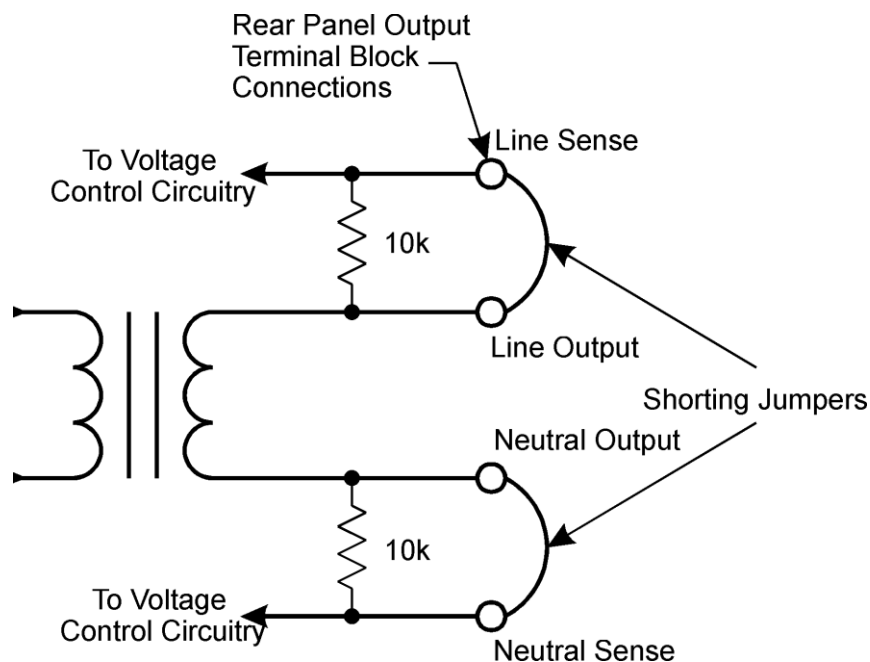 Rear Panel Output
Terminal Block
Connections
Line Sense
To Voltage
Control Circuitry
10k
Line Output
Shorting Jumpers
Neutral Output
10k
To Voltage
Control Circuitry
Neutral Sense